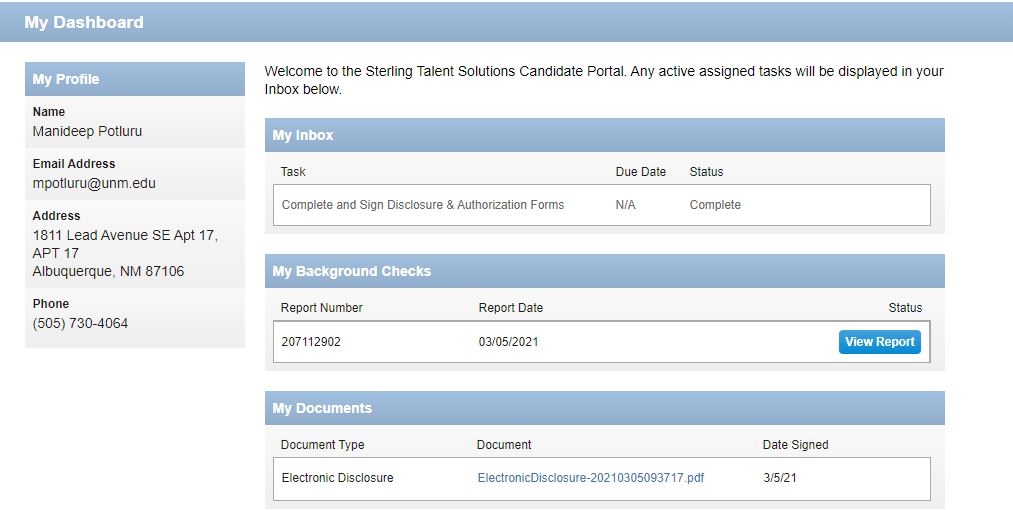 My Dashboard
My Profile
Name
Manideep Potluru
Email Address
mpotluru@unm.edu
Address
1811 Lead Avenue SE Apt 17,
APT 17
Albuquerque, NM 87106
Phone
(505) 730-4064
Welcome to the Sterling Talent Solutions Candidate Portal. Any active assigned tasks will be displayed in your
Inbox below.
My Inbox
Task Due Date Status
Complete and Sign Disclosure & Authorization Forms N/A Complete
My Background Checks
Report Number Report Date Status
207112902 03/05/2021 View Report
My Documents
Document Type Document Date Signed
Electronic Disclosure ElectronicDisclosure-20210305093717.pdf 3/5/21